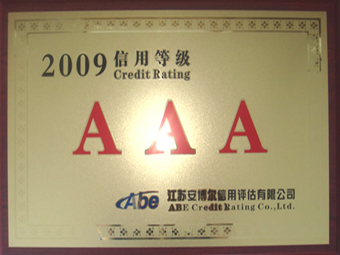 2009 信用等级
Credit Rating
AAA
Abe 江苏安博尔信用评估有限公司
ABE Credit Rating Co.,Ltd.